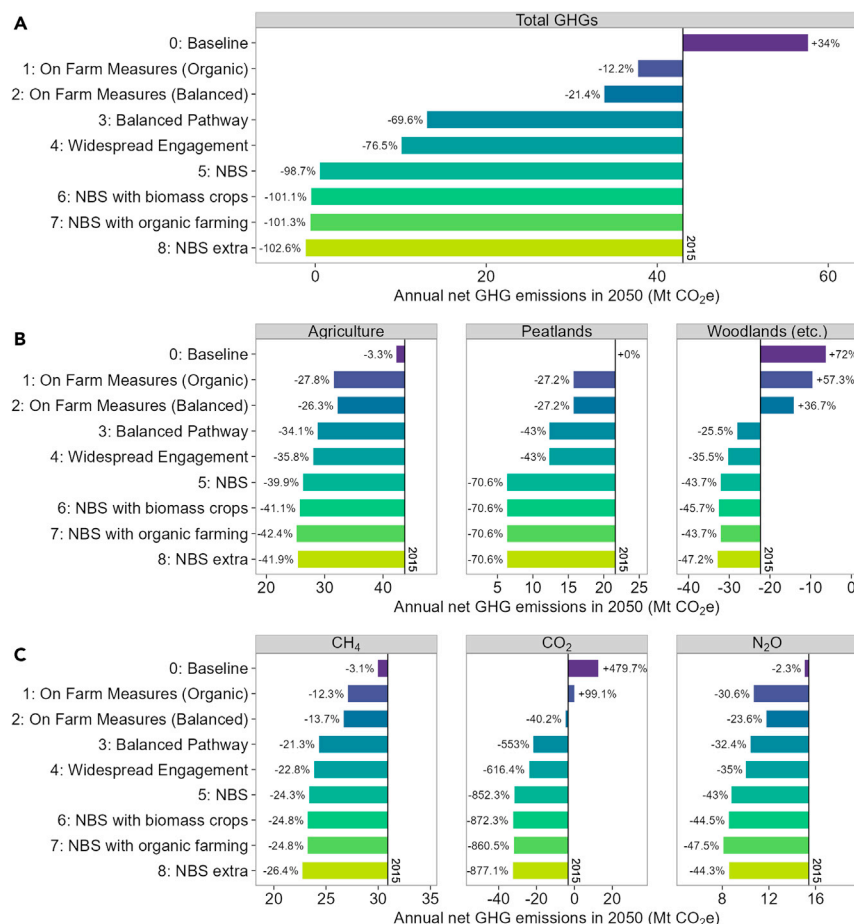 A
Total GHGs
0: Baseline
+34%
1: On Farm Measures (Organic)
-12.2%
2: On Farm Measures (Balanced)
-21.4%
3: Balanced Pathway
-69.6%
4: Widespread Engagement
-76.5%
5: NBS
-98.7%
6: NBS with biomass crops
-101.1%
7: NBS with organic farming
-101.3%
8: NBS extra
-102.6%
2015
0 20 40 60
Annual net GHG emissions in 2050 (Mt CO₂e)
B
Agriculture Peatlands Woodlands (etc.)
0: Baseline -3.3% +0% +72%
1: On Farm Measures (Organic) -27.8% -27.2% +57.3%
2: On Farm Measures (Balanced) -26.3% -27.2% +36.7%
3: Balanced Pathway -34.1% -43% -25.5%
4: Widespread Engagement -35.8% -43% -35.5%
5: NBS -39.9% -70.6% -43.7%
6: NBS with biomass crops -41.1% -70.6% -45.7%
7: NBS with organic farming -42.4% -70.6% -43.7%
8: NBS extra -41.9% -70.6% -47.2%
2015 2015 2015
20 30 40 5 10 15 20 25 -40 -30 -20 -10 0
Annual net GHG emissions in 2050 (Mt CO₂e)
C
CH₄ CO₂ N₂O
0: Baseline -3.1% +479.7% -2.3%
1: On Farm Measures (Organic) -12.3% +99.1% -30.6%
2: On Farm Measures (Balanced) -13.7% -40.2% -23.6%
3: Balanced Pathway -21.3% -553% -32.4%
4: Widespread Engagement -22.8% -616.4% -35%
5: NBS -24.3% -852.3% -43%
6: NBS with biomass crops -24.8% -872.3% -44.5%
7: NBS with organic farming -24.8% -860.5% -47.5%
8: NBS extra -26.4% -877.1% -44.3%
2015 2015 2015
20 25 30 35 -60 -40 -20 0 20 8 12 16
Annual net GHG emissions in 2050 (Mt CO₂e)